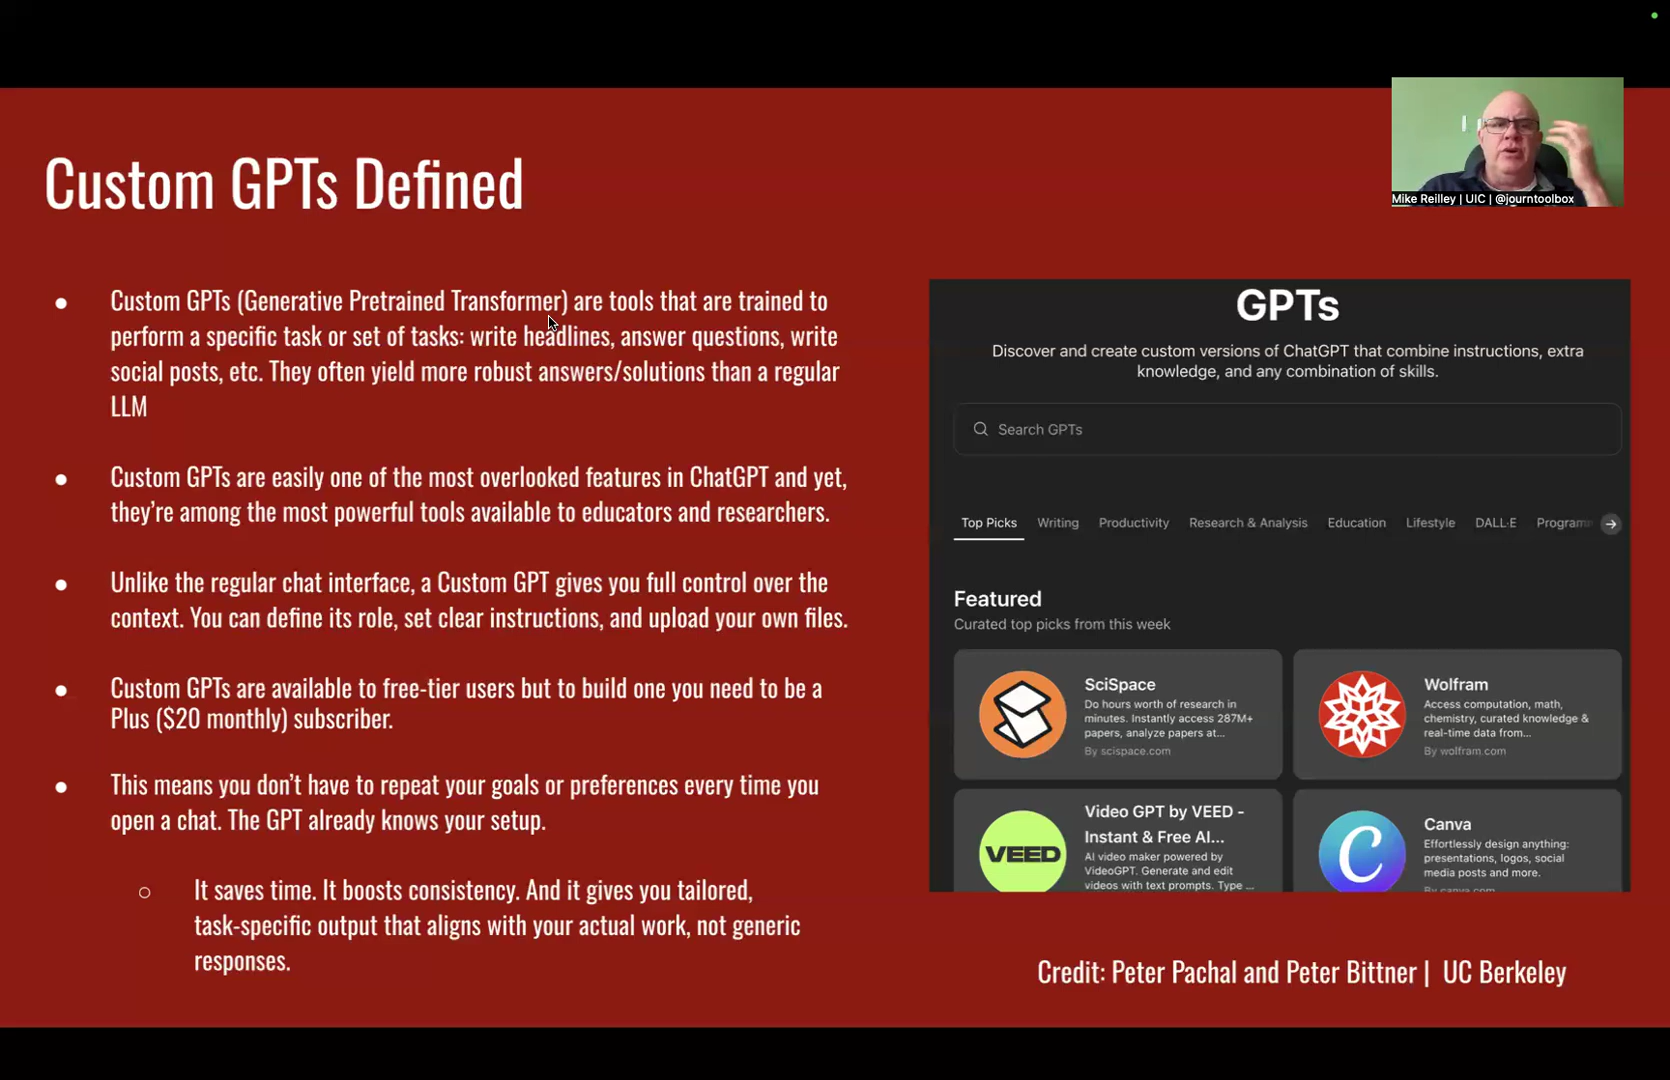 Mike Reilley | UIC | @journtoolbox
Custom GPTs Defined
● Custom GPTs (Generative Pretrained Transformer) are tools that are trained to
perform a specific task or set of tasks: write headlines, answer questions, write
social posts, etc. They often yield more robust answers/solutions than a regular
LLM
● Custom GPTs are easily one of the most overlooked features in ChatGPT and yet,
they’re among the most powerful tools available to educators and researchers.
● Unlike the regular chat interface, a Custom GPT gives you full control over the
context. You can define its role, set clear instructions, and upload your own files.
● Custom GPTs are available to free-tier users but to build one you need to be a
Plus ($20 monthly) subscriber.
● This means you don’t have to repeat your goals or preferences every time you
open a chat. The GPT already knows your setup.
○ It saves time. It boosts consistency. And it gives you tailored,
task-specific output that aligns with your actual work, not generic
responses.
GPTs
Discover and create custom versions of ChatGPT that combine instructions, extra
knowledge, and any combination of skills.
Search GPTs
Top Picks Writing Productivity Research & Analysis Education Lifestyle DALL·E Program
Featured
Curated top picks from this week
SciSpace
Do hours worth of research in
minutes. Instantly access 287M+
papers, analyze papers at...
By scispace.com
Wolfram
Access computation, math,
chemistry, curated knowledge &
real-time data from...
By wolfram.com
VEED
Video GPT by VEED -
Instant & Free AI...
AI video maker powered by
VideoGPT. Generate and edit
videos with text prompts. Type ...
Canva
Effortlessly design anything:
presentations, logos, social
media posts and more.
By canva.com
Credit: Peter Pachal and Peter Bittner | UC Berkeley